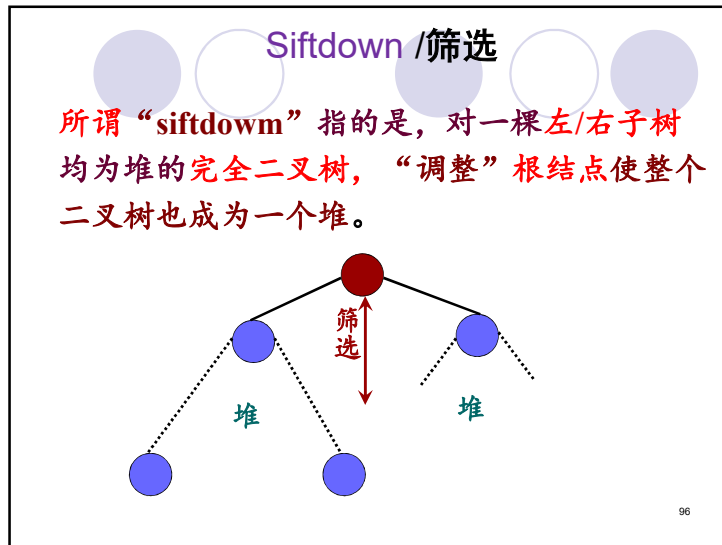 Siftdown /筛选
所谓“siftdowm”指的是，对一棵左/右子树
均为堆的完全二叉树，“调整”根结点使整个
二叉树也成为一个堆。
筛
选
堆
堆
96